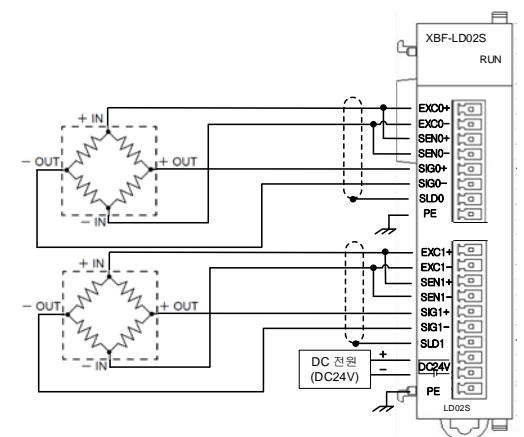 XBF-LD02S
RUN
EXC0+
EXC0-
SEN0+
SEN0-
SIG0+
SIG0-
SLD0
PE
+ IN
- OUT
+ OUT
- IN
EXC1+
EXC1-
SEN1+
SEN1-
SIG1+
SIG1-
SLD1
DC24V
PE
+ IN
- OUT
+ OUT
- IN
DC 전원
(DC24V)
+
-
LD02S